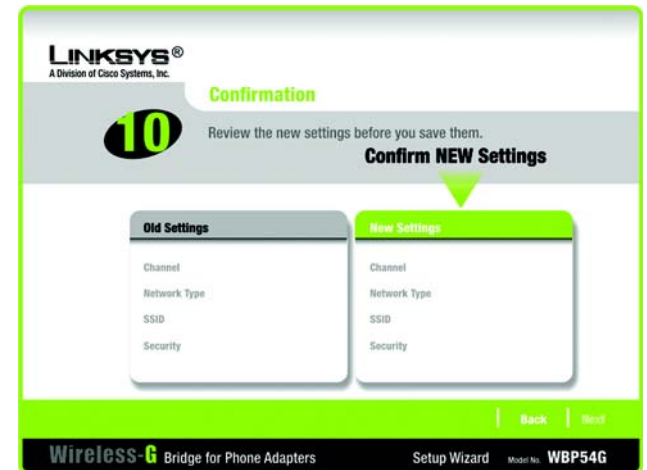 LINKSYS®
A Division of Cisco Systems, Inc.
Confirmation
10
Review the new settings before you save them.
Confirm NEW Settings
Old Settings
Channel
Network Type
SSID
Security
New Settings
Channel
Network Type
SSID
Security
Back
Next
Wireless-G Bridge for Phone Adapters
Setup Wizard
Model No. WBP54G